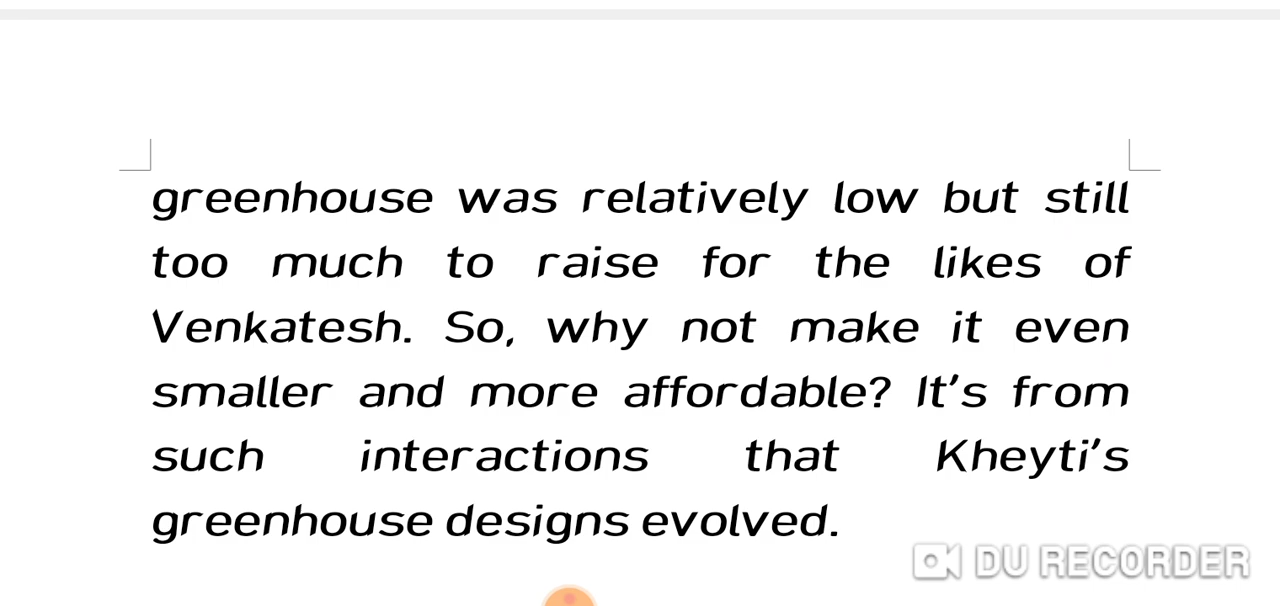 greenhouse was relatively low but still
too much to raise for the likes of
Venkatesh. So, why not make it even
smaller and more affordable? It's from
such interactions that Kheyti's
greenhouse designs evolved.
DU RECORDER